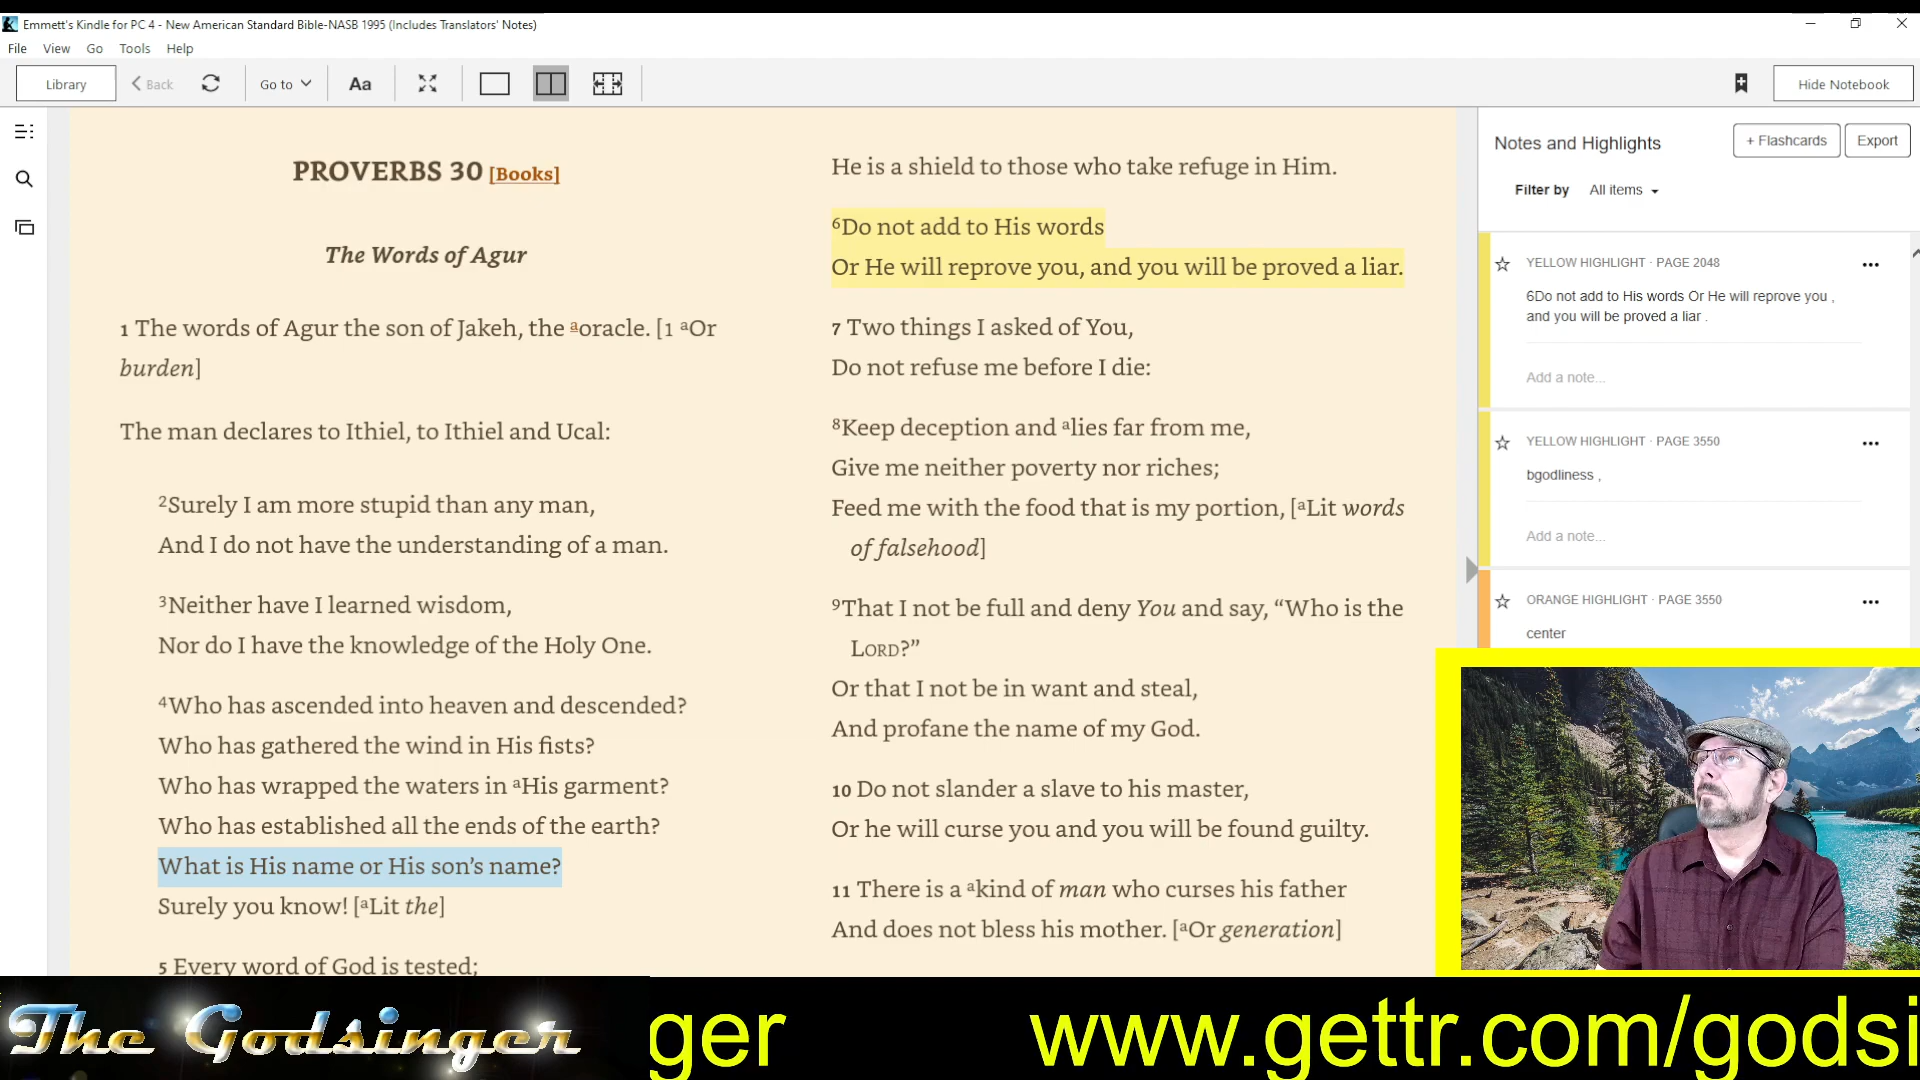 Emmett's Kindle for PC 4 - New American Standard Bible-NASB 1995 (Includes Translators' Notes)
File View Go Tools Help
Library Back Go to Aa Hide Notebook
PROVERBS 30 [Books]
The Words of Agur
1 The words of Agur the son of Jakeh, the aoracle. [1 aOr
burden]
The man declares to Ithiel, to Ithiel and Ucal:
2Surely I am more stupid than any man,
And I do not have the understanding of a man.
3Neither have I learned wisdom,
Nor do I have the knowledge of the Holy One.
4Who has ascended into heaven and descended?
Who has gathered the wind in His fists?
Who has wrapped the waters in aHis garment?
Who has established all the ends of the earth?
What is His name or His son's name?
Surely you know! [aLit the]
5 Every word of God is tested;
He is a shield to those who take refuge in Him.
6Do not add to His words
Or He will reprove you, and you will be proved a liar.
7 Two things I asked of You,
Do not refuse me before I die:
8Keep deception and alies far from me,
Give me neither poverty nor riches;
Feed me with the food that is my portion, [aLit words
of falsehood]
9That I not be full and deny You and say, “Who is the
LORD?”
Or that I not be in want and steal,
And profane the name of my God.
10 Do not slander a slave to his master,
Or he will curse you and you will be found guilty.
11 There is a akind of man who curses his father
And does not bless his mother. [aOr generation]
Notes and Highlights + Flashcards Export
Filter by All items
YELLOW HIGHLIGHT · PAGE 2048
6Do not add to His words Or He will reprove you ,
and you will be proved a liar .
Add a note...
YELLOW HIGHLIGHT · PAGE 3550
bgodliness ,
Add a note...
ORANGE HIGHLIGHT · PAGE 3550
center
The Godsinger
ger www.gettr.com/godsi